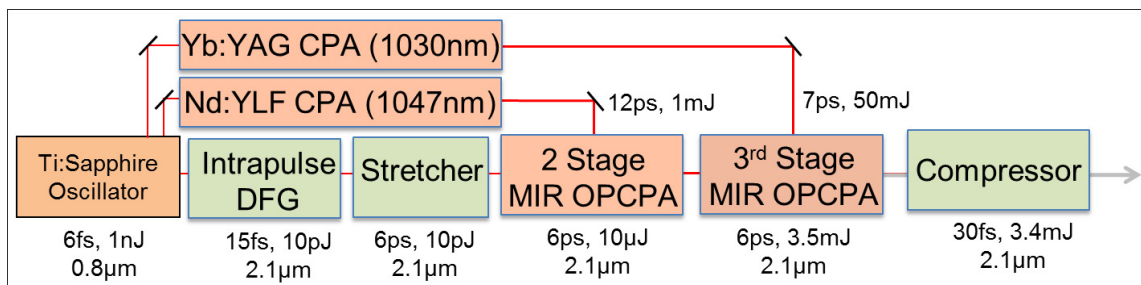 Yb:YAG CPA (1030nm)
Nd:YLF CPA (1047nm)
12ps, 1mJ
7ps, 50mJ
Ti:Sapphire
Oscillator
Intrapulse
DFG
Stretcher
2 Stage
MIR OPCPA
3rd Stage
MIR OPCPA
Compressor
6fs, 1nJ
0.8µm
15fs, 10pJ
2.1µm
6ps, 10pJ
2.1µm
6ps, 10µJ
2.1µm
6ps, 3.5mJ
2.1µm
30fs, 3.4mJ
2.1µm